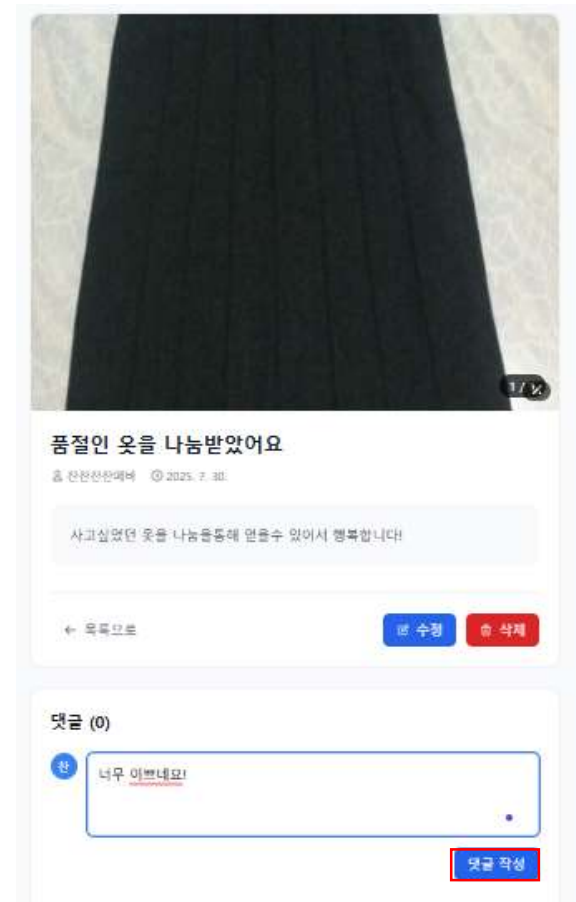 품절인 옷을 나눔받았어요
2025. 7. 30.
사고싶었던 옷을 나눔을통해 얻을수 있어서 행복합니다!
← 목록으로
수정
삭제
댓글 (0)
찬
너무 이쁘네요!
댓글 작성